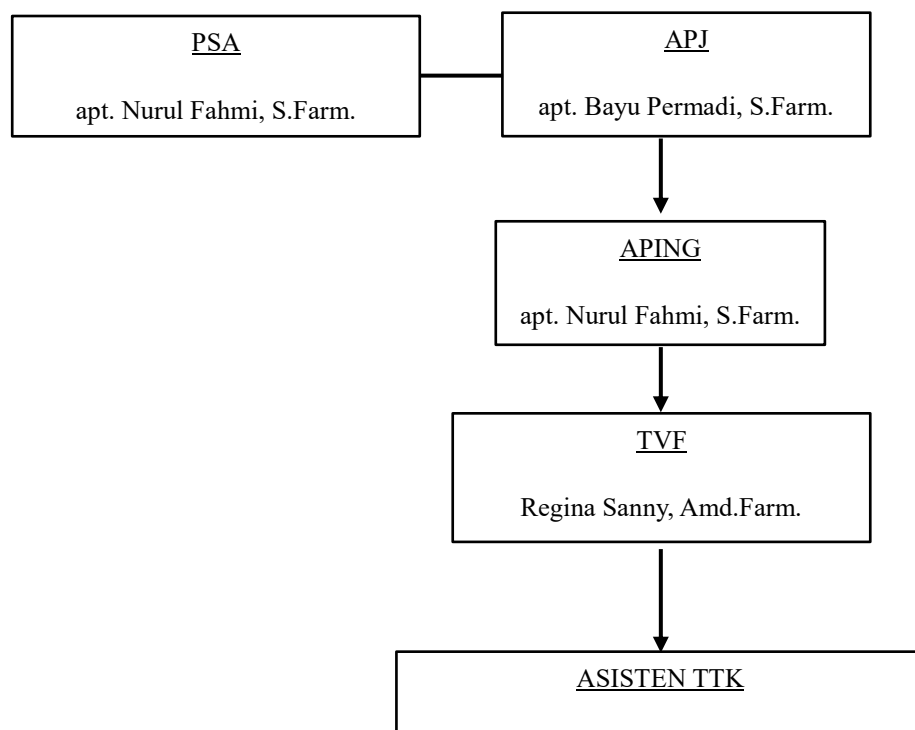 PSA
apt. Nurul Fahmi, S.Farm.
APJ
apt. Bayu Permadi, S.Farm.
APING
apt. Nurul Fahmi, S.Farm.
TVF
Regina Sanny, Amd.Farm.
ASISTEN TTK